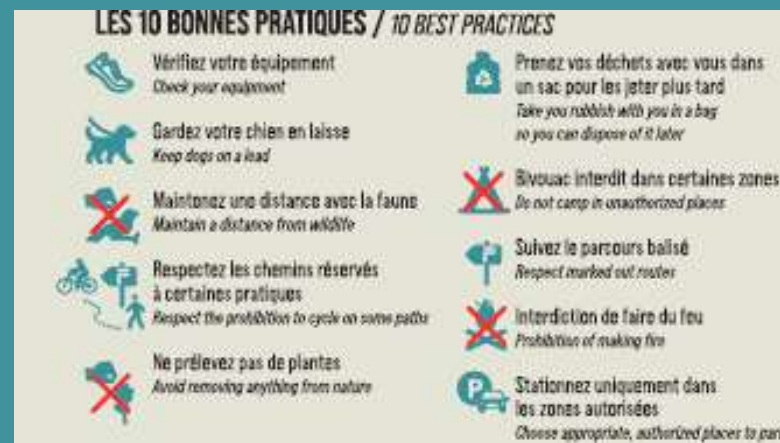 LES 10 BONNES PRATIQUES / 10 BEST PRACTICES
Vérifiez votre équipement
Check your equipment
Gardez votre chien en laisse
Keep dogs on a lead
Maintenez une distance avec la faune
Maintain a distance from wildlife
Respectez les chemins réservés
à certaines pratiques
Respect the prohibition to cycle on some paths
Ne prélevez pas de plantes
Avoid removing anything from nature
Prenez vos déchets avec vous dans
un sac pour les jeter plus tard
Take you rubbish with you in a bag
so you can dispose of it later
Bivouac interdit dans certaines zones
Do not camp in unauthorized places
Suivez le parcours balisé
Respect marked out routes
Interdiction de faire du feu
Prohibition of making fire
P
Stationnez uniquement dans
les zones autorisées
Choose appropriate, authorized places to par